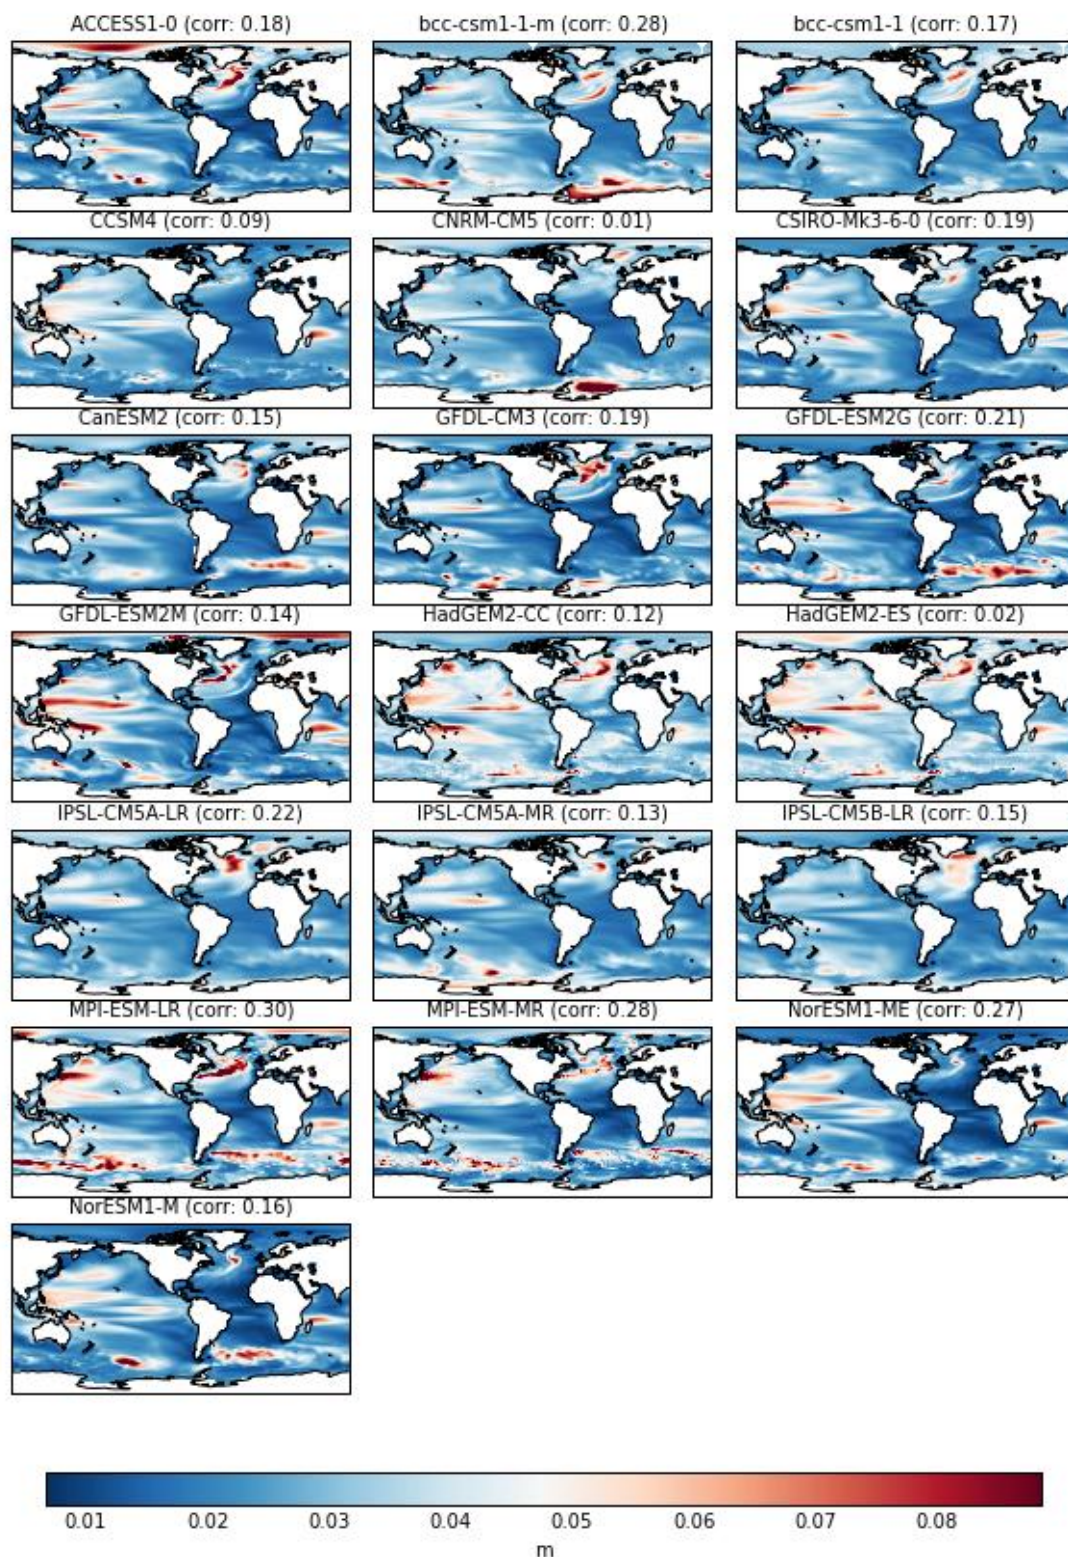 ACCESS1-0 (corr: 0.18) bcc-csm1-1-m (corr: 0.28) bcc-csm1-1 (corr: 0.17)
CCSM4 (corr: 0.09) CNRM-CM5 (corr: 0.01) CSIRO-Mk3-6-0 (corr: 0.19)
CanESM2 (corr: 0.15) GFDL-CM3 (corr: 0.19) GFDL-ESM2G (corr: 0.21)
GFDL-ESM2M (corr: 0.14) HadGEM2-CC (corr: 0.12) HadGEM2-ES (corr: 0.02)
IPSL-CM5A-LR (corr: 0.22) IPSL-CM5A-MR (corr: 0.13) IPSL-CM5B-LR (corr: 0.15)
MPI-ESM-LR (corr: 0.30) MPI-ESM-MR (corr: 0.28) NorESM1-ME (corr: 0.27)
NorESM1-M (corr: 0.16)
0.01 0.02 0.03 0.04 0.05 0.06 0.07 0.08
m